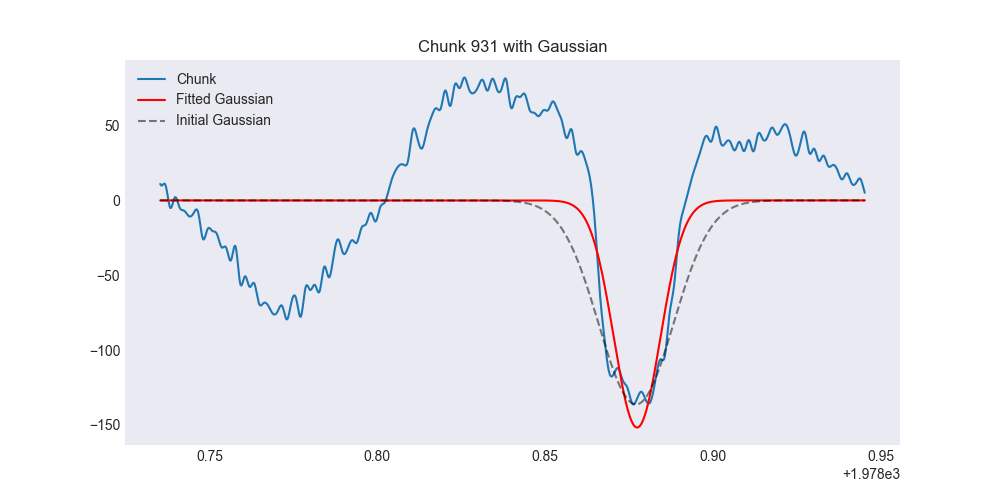 Chunk 931 with Gaussian
Chunk
Fitted Gaussian
Initial Gaussian
50
0
−50
−100
−150
0.75
0.80
0.85
0.90
0.95
+1.978e3